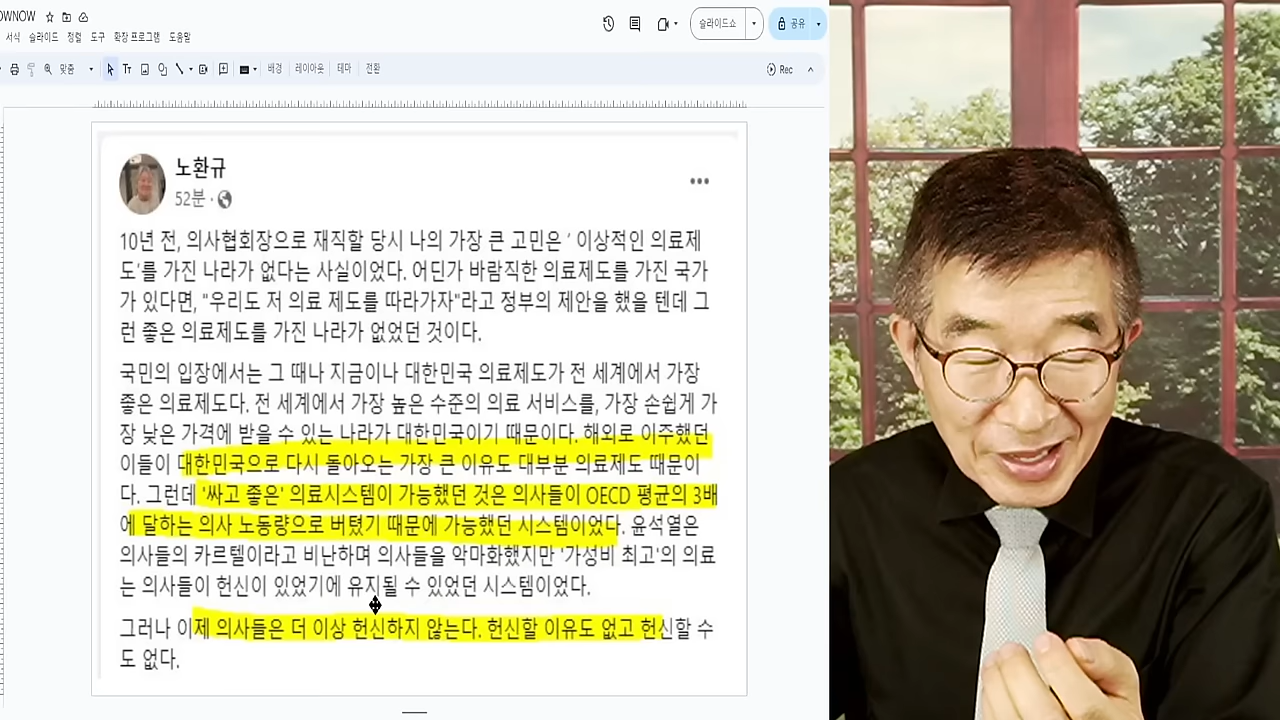 OWNOW
서식 슬라이드 정렬 도구 확장 프로그램 도움말
슬라이드쇼
공유
맞춤
배경 레이아웃 테마 전환
Rec
노환규
52분 ·
10년 전, 의사협회장으로 재직할 당시 나의 가장 큰 고민은 ‘ 이상적인 의료제
도’를 가진 나라가 없다는 사실이었다. 어딘가 바람직한 의료제도를 가진 국가
가 있다면, "우리도 저 의료 제도를 따라가자"라고 정부의 제안을 했을 텐데 그
런 좋은 의료제도를 가진 나라가 없었던 것이다.
국민의 입장에서는 그 때나 지금이나 대한민국 의료제도가 전 세계에서 가장
좋은 의료제도다. 전 세계에서 가장 높은 수준의 의료 서비스를, 가장 손쉽게 가
장 낮은 가격에 받을 수 있는 나라가 대한민국이기 때문이다. 해외로 이주했던
이들이 대한민국으로 다시 돌아오는 가장 큰 이유도 대부분 의료제도 때문이
다. 그런데 '싸고 좋은' 의료시스템이 가능했던 것은 의사들이 OECD 평균의 3배
에 달하는 의사 노동량으로 버텼기 때문에 가능했던 시스템이었다. 윤석열은
의사들의 카르텔이라고 비난하며 의사들을 악마화했지만 '가성비 최고'의 의료
는 의사들이 헌신이 있었기에 유지될 수 있었던 시스템이었다.
그러나 이제 의사들은 더 이상 헌신하지 않는다. 헌신할 이유도 없고 헌신할 수
도 없다.